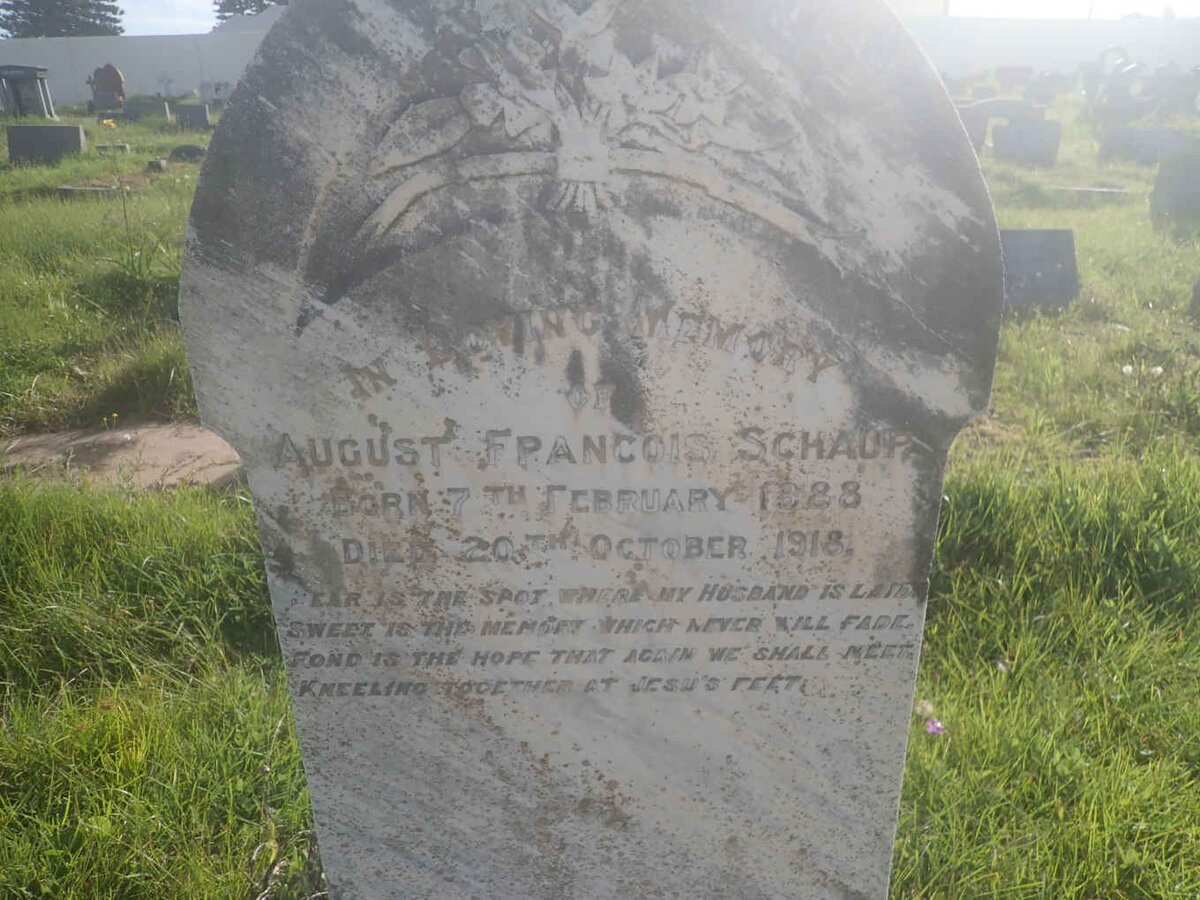 IN LOVING MEMORY
OF
AUGUST FRANCOIS SCHAUP.
BORN 7TH FEBRUARY 1888
DIED 20TH OCTOBER 1918.
DEAR IS THE SPOT WHERE MY HUSBAND IS LAID
SWEET IS THE MEMORY WHICH NEVER WILL FADE.
FOND IS THE HOPE THAT AGAIN WE SHALL MEET
KNEELING TOGETHER AT JESU'S FEET.